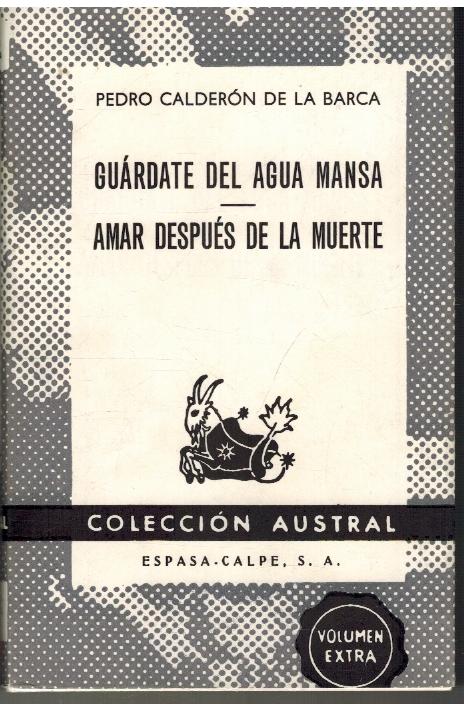 PEDRO CALDERÓN DE LA BARCA
GUÁRDATE DEL AGUA MANSA
AMAR DESPUÉS DE LA MUERTE
L
COLECCIÓN AUSTRAL
ESPASA-CALPE, S. A.
VOLUMEN
EXTRA